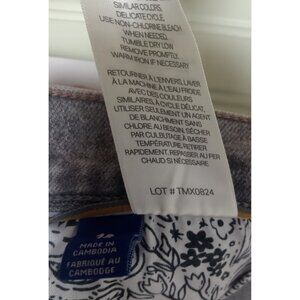 SIMILAR COLORS,
DELICATE CYCLE,
USE NON-CHLORINE BLEACH
WHEN NEEDED.
TUMBLE DRY LOW
REMOVE PROMPTLY.
WARM IRON IF NECESSARY
RETOURNER À L'ENVERS, LAVER
À LA MACHINE À L'EAU FROIDE
AVEC DES COULEURS
SIMILAIRES, À CYCLE DÉLICAT,
UTILISER SEULEMENT UN AGENT
DE BLANCHIMENT SANS
CHLORE AU BESOIN. SÉCHER
PAR CULBUTAGE À BASSE
TEMPÉRATURE, RETIRER
RAPIDEMENT. REPASSAGE FER
CHAUD SI NÉCESSAIRE
LOT # TMX0824
MADE IN
CAMBODIA
FABRIQUÉ AU
CAMBODGE